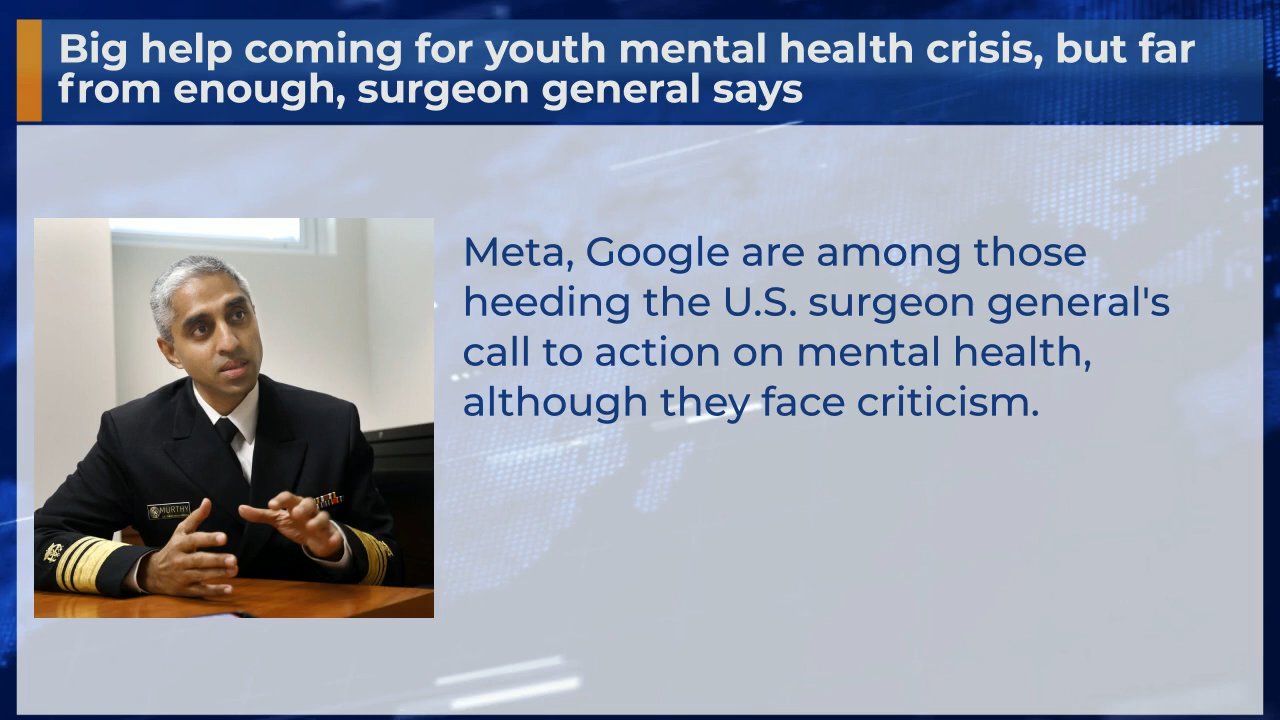 Big help coming for youth mental health crisis, but far
from enough, surgeon general says
Meta, Google are among those
heeding the U.S. surgeon general's
call to action on mental health,
although they face criticism.
MURTHY